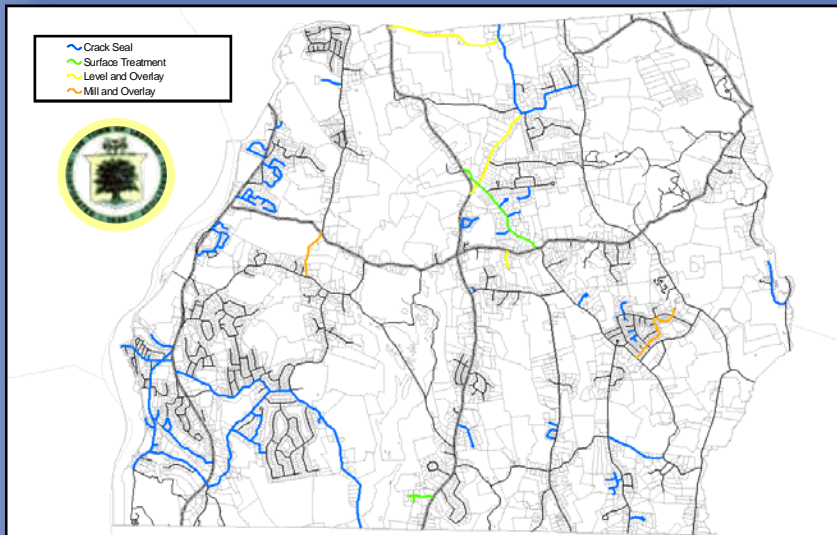 Crack Seal
Surface Treatment
Level and Overlay
Mill and Overlay